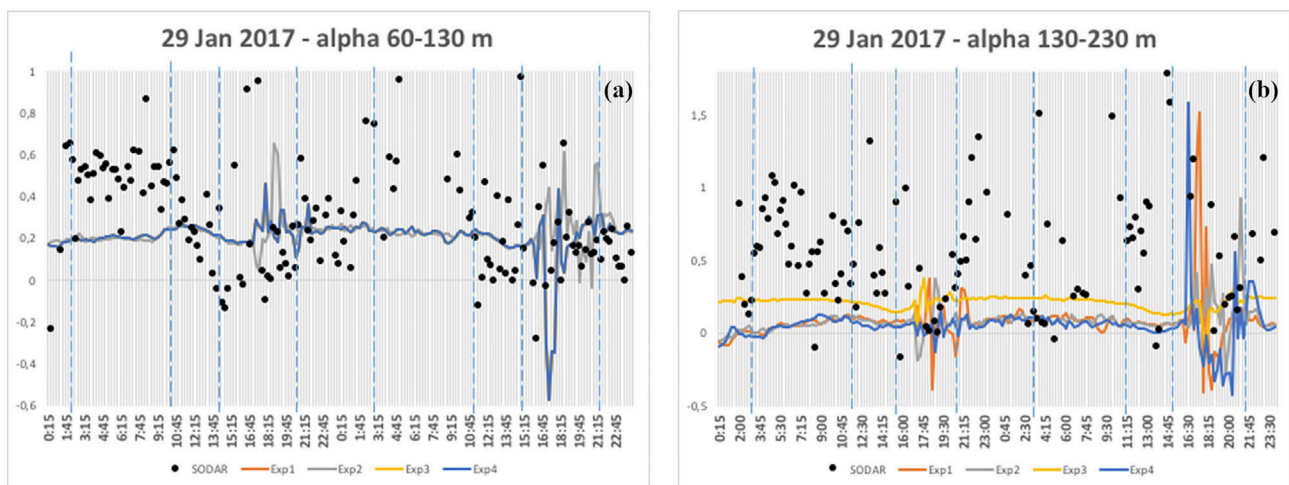 29 Jan 2017 - alpha 60-130 m
(a)
1
0,8
0,6
0,4
0,2
0
-0,2
-0,4
-0,6
0:15 1:45 3:15 4:45 6:15 7:45 9:15 10:45 12:15 13:45 15:15 16:45 18:15 19:45 21:15 22:45 0:15 1:45 3:15 4:45 6:15 7:45 9:15 10:45 12:15 13:45 15:15 16:45 18:15 19:45 21:15 22:45
SODAR Exp1 Exp2 Exp3 Exp4
29 Jan 2017 - alpha 130-230 m
(b)
1,5
1
0,5
0
-0,5
0:15 2:00 3:45 5:30 7:15 9:00 10:45 12:30 14:15 16:00 17:45 19:30 21:15 23:00 0:45 2:30 4:15 6:00 7:45 9:30 11:15 13:00 14:45 16:30 18:15 20:00 21:45 23:30
SODAR Exp1 Exp2 Exp3 Exp4